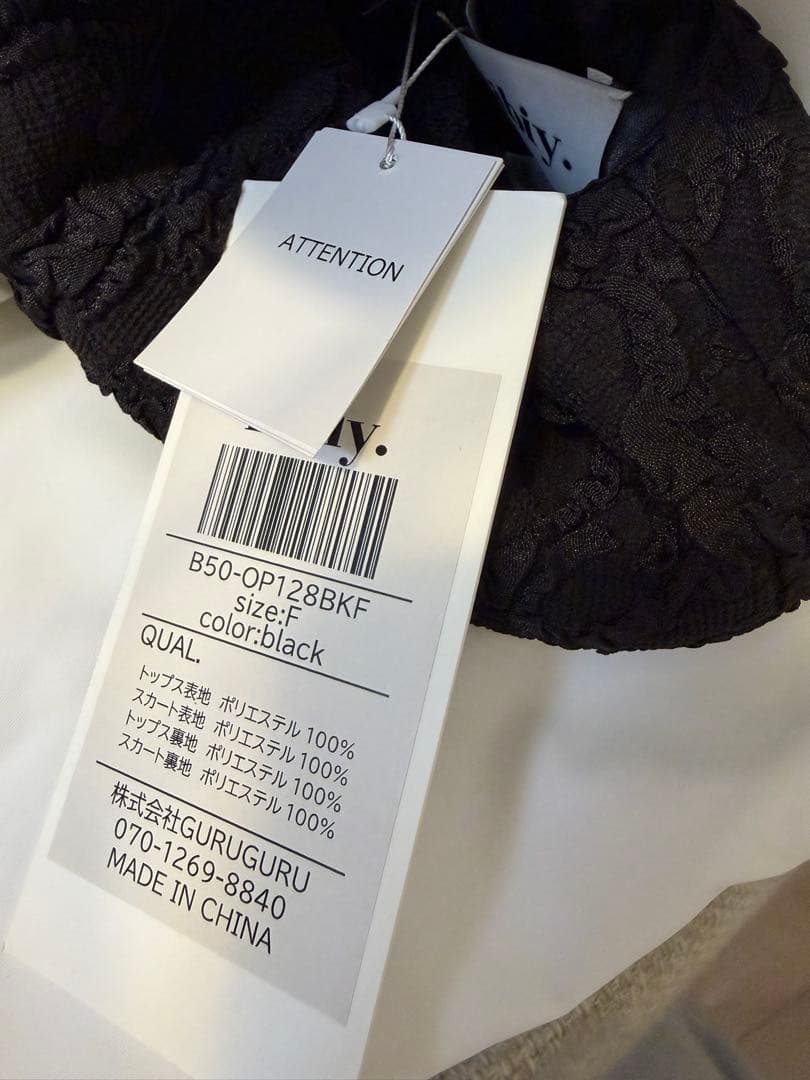 ATTENTION
B50-OP128BKF
size:F
color:black
QUAL.
トップス表地 ポリエステル 100%
スカート表地 ポリエステル 100%
トップス裏地 ポリエステル 100%
スカート裏地 ポリエステル 100%
株式会社GURUGURU
070-1269-8840
MADE IN CHINA